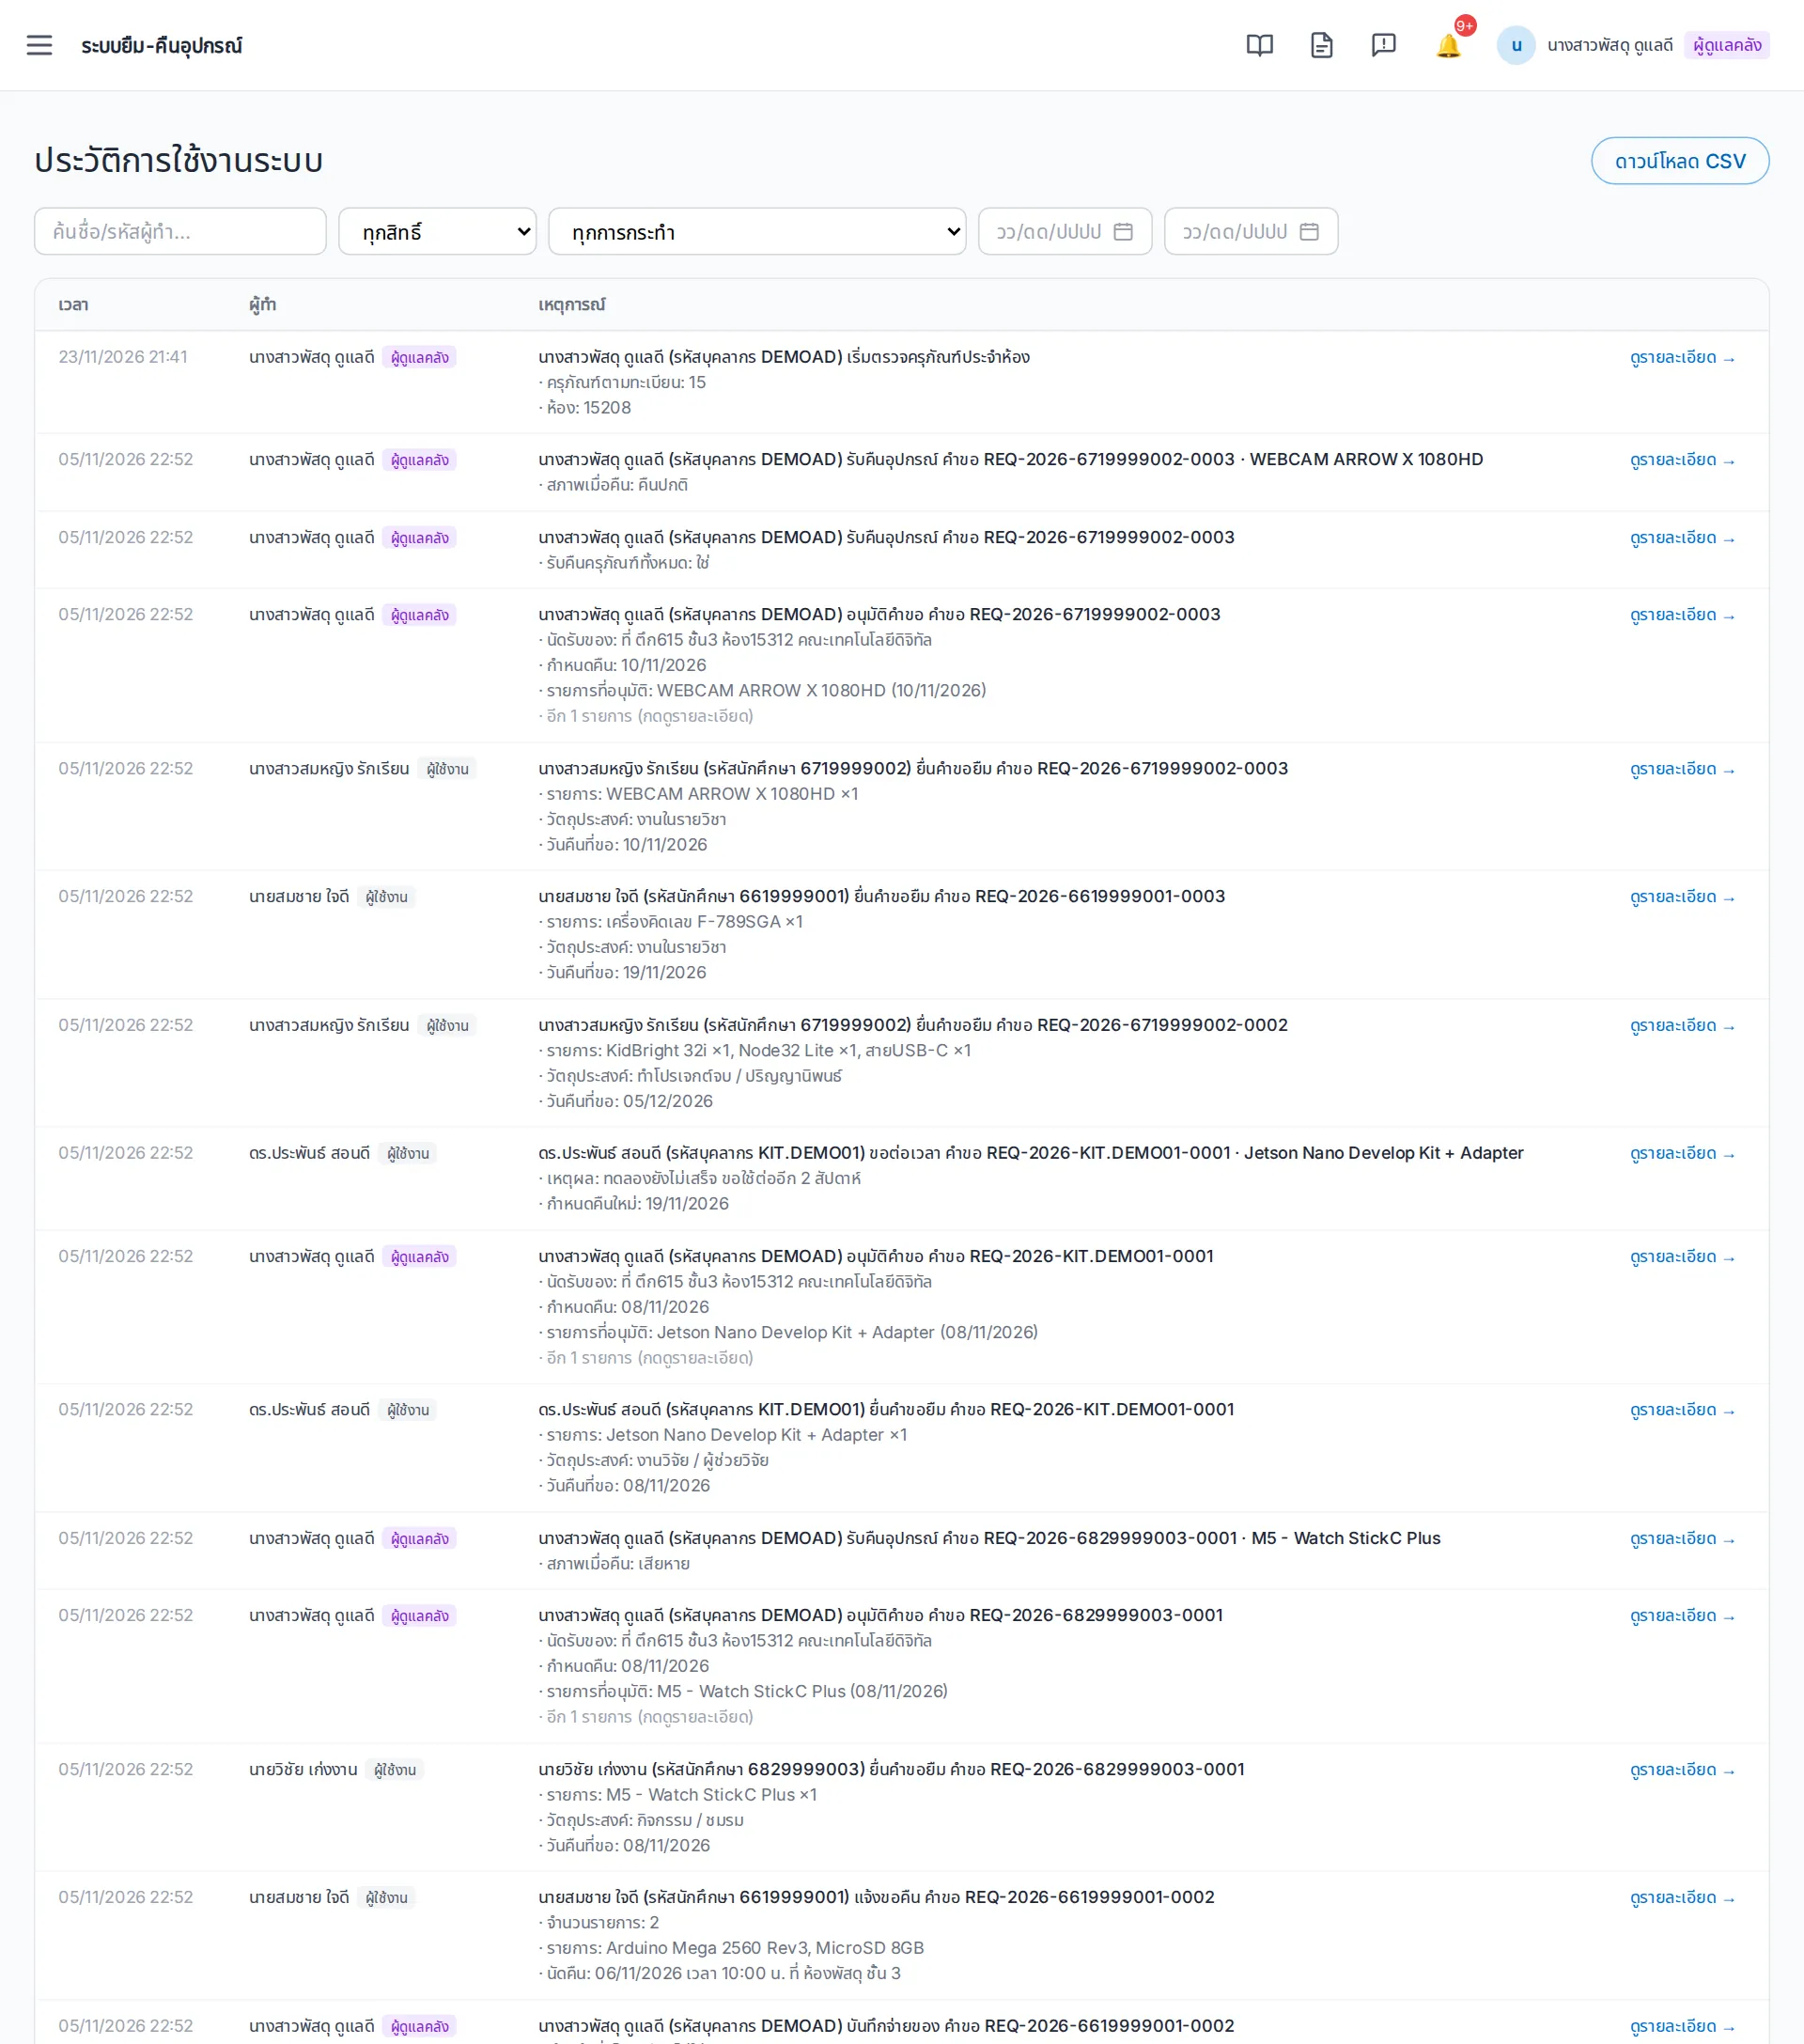 ระบบยืม-คืนอุปกรณ์
9+
น
นางสาวพัสดุ ดูแลดี ผู้ดูแลคลัง
ประวัติการใช้งานระบบ
ดาวน์โหลด CSV
ค้นชื่อ/รหัสผู้ทำ...
ทุกสิทธิ์
ทุกการกระทำ
วว/ดด/ปปปป
วว/ดด/ปปปป
เวลา ผู้ทำ เหตุการณ์
23/11/2026 21:41 นางสาวพัสดุ ดูแลดี ผู้ดูแลคลัง นางสาวพัสดุ ดูแลดี (รหัสบุคลากร DEMOAD) เริ่มตรวจครุภัณฑ์ประจำห้อง ดูรายละเอียด →
· ครุภัณฑ์ตามทะเบียน: 15
· ห้อง: 15208
05/11/2026 22:52 นางสาวพัสดุ ดูแลดี ผู้ดูแลคลัง นางสาวพัสดุ ดูแลดี (รหัสบุคลากร DEMOAD) รับคืนอุปกรณ์ คำขอ REQ-2026-6719999002-0003 · WEBCAM ARROW X 1080HD ดูรายละเอียด →
· สภาพเมื่อคืน: คืนปกติ
05/11/2026 22:52 นางสาวพัสดุ ดูแลดี ผู้ดูแลคลัง นางสาวพัสดุ ดูแลดี (รหัสบุคลากร DEMOAD) รับคืนอุปกรณ์ คำขอ REQ-2026-6719999002-0003 ดูรายละเอียด →
· รับคืนครุภัณฑ์ทั้งหมด: ใช่
05/11/2026 22:52 นางสาวพัสดุ ดูแลดี ผู้ดูแลคลัง นางสาวพัสดุ ดูแลดี (รหัสบุคลากร DEMOAD) อนุมัติคำขอ คำขอ REQ-2026-6719999002-0003 ดูรายละเอียด →
· นัดรับของ: ที่ ตึก615 ชั้น3 ห้อง15312 คณะเทคโนโลยีดิจิทัล
· กำหนดคืน: 10/11/2026
· รายการที่อนุมัติ: WEBCAM ARROW X 1080HD (10/11/2026)
· อีก 1 รายการ (กดดูรายละเอียด)
05/11/2026 22:52 นางสาวสมหญิง รักเรียน ผู้ใช้งาน นางสาวสมหญิง รักเรียน (รหัสนักศึกษา 6719999002) ยื่นคำขอยืม คำขอ REQ-2026-6719999002-0003 ดูรายละเอียด →
· รายการ: WEBCAM ARROW X 1080HD ×1
· วัตถุประสงค์: งานในรายวิชา
· วันคืนที่ขอ: 10/11/2026
05/11/2026 22:52 นายสมชาย ใจดี ผู้ใช้งาน นายสมชาย ใจดี (รหัสนักศึกษา 6619999001) ยื่นคำขอยืม คำขอ REQ-2026-6619999001-0003 ดูรายละเอียด →
· รายการ: เครื่องคิดเลข F-789SGA ×1
· วัตถุประสงค์: งานในรายวิชา
· วันคืนที่ขอ: 19/11/2026
05/11/2026 22:52 นางสาวสมหญิง รักเรียน ผู้ใช้งาน นางสาวสมหญิง รักเรียน (รหัสนักศึกษา 6719999002) ยื่นคำขอยืม คำขอ REQ-2026-6719999002-0002 ดูรายละเอียด →
· รายการ: KidBright 32i ×1, Node32 Lite ×1, สายUSB-C ×1
· วัตถุประสงค์: ทำโปรเจกต์จบ / ปริญญานิพนธ์
· วันคืนที่ขอ: 05/12/2026
05/11/2026 22:52 ดร.ประพันธ์ สอนดี ผู้ใช้งาน ดร.ประพันธ์ สอนดี (รหัสบุคลากร KIT.DEMO01) ขอต่อเวลา คำขอ REQ-2026-KIT.DEMO01-0001 · Jetson Nano Develop Kit + Adapter ดูรายละเอียด →
· เหตุผล: ทดลองยังไม่เสร็จ ขอใช้ต่ออีก 2 สัปดาห์
· กำหนดคืนใหม่: 19/11/2026
05/11/2026 22:52 นางสาวพัสดุ ดูแลดี ผู้ดูแลคลัง นางสาวพัสดุ ดูแลดี (รหัสบุคลากร DEMOAD) อนุมัติคำขอ คำขอ REQ-2026-KIT.DEMO01-0001 ดูรายละเอียด →
· นัดรับของ: ที่ ตึก615 ชั้น3 ห้อง15312 คณะเทคโนโลยีดิจิทัล
· กำหนดคืน: 08/11/2026
· รายการที่อนุมัติ: Jetson Nano Develop Kit + Adapter (08/11/2026)
· อีก 1 รายการ (กดดูรายละเอียด)
05/11/2026 22:52 ดร.ประพันธ์ สอนดี ผู้ใช้งาน ดร.ประพันธ์ สอนดี (รหัสบุคลากร KIT.DEMO01) ยื่นคำขอยืม คำขอ REQ-2026-KIT.DEMO01-0001 ดูรายละเอียด →
· รายการ: Jetson Nano Develop Kit + Adapter ×1
· วัตถุประสงค์: งานวิจัย / ผู้ช่วยวิจัย
· วันคืนที่ขอ: 08/11/2026
05/11/2026 22:52 นางสาวพัสดุ ดูแลดี ผู้ดูแลคลัง นางสาวพัสดุ ดูแลดี (รหัสบุคลากร DEMOAD) รับคืนอุปกรณ์ คำขอ REQ-2026-6829999003-0001 · M5 - Watch StickC Plus ดูรายละเอียด →
· สภาพเมื่อคืน: เสียหาย
05/11/2026 22:52 นางสาวพัสดุ ดูแลดี ผู้ดูแลคลัง นางสาวพัสดุ ดูแลดี (รหัสบุคลากร DEMOAD) อนุมัติคำขอ คำขอ REQ-2026-6829999003-0001 ดูรายละเอียด →
· นัดรับของ: ที่ ตึก615 ชั้น3 ห้อง15312 คณะเทคโนโลยีดิจิทัล
· กำหนดคืน: 08/11/2026
· รายการที่อนุมัติ: M5 - Watch StickC Plus (08/11/2026)
· อีก 1 รายการ (กดดูรายละเอียด)
05/11/2026 22:52 นายวิชัย เก่งงาน ผู้ใช้งาน นายวิชัย เก่งงาน (รหัสนักศึกษา 6829999003) ยื่นคำขอยืม คำขอ REQ-2026-6829999003-0001 ดูรายละเอียด →
· รายการ: M5 - Watch StickC Plus ×1
· วัตถุประสงค์: กิจกรรม / ชมรม
· วันคืนที่ขอ: 08/11/2026
05/11/2026 22:52 นายสมชาย ใจดี ผู้ใช้งาน นายสมชาย ใจดี (รหัสนักศึกษา 6619999001) แจ้งขอคืน คำขอ REQ-2026-6619999001-0002 ดูรายละเอียด →
· จำนวนรายการ: 2
· รายการ: Arduino Mega 2560 Rev3, MicroSD 8GB
· นัดคืน: 06/11/2026 เวลา 10:00 น. ที่ ห้องพัสดุ ชั้น 3
05/11/2026 22:52 นางสาวพัสดุ ดูแลดี ผู้ดูแลคลัง นางสาวพัสดุ ดูแลดี (รหัสบุคลากร DEMOAD) บันทึกจ่ายของ คำขอ REQ-2026-6619999001-0002 ดูรายละเอียด →